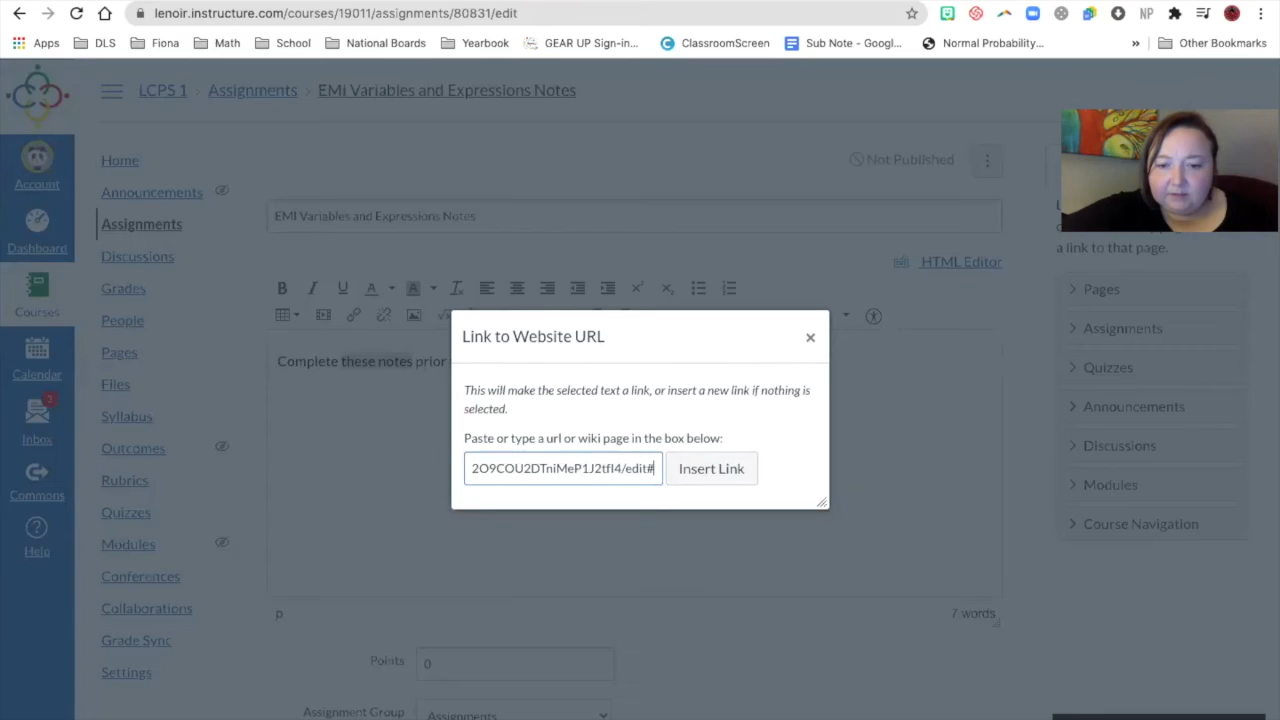 lenoir.instructure.com/courses/19011/assignments/80831/edit
NP
Apps DLS Fiona Math School National Boards Yearbook GEAR UP Sign-in... ClassroomScreen Sub Note - Googl... Normal Probability... » Other Bookmarks
LCPS 1 › Assignments › EMi Variables and Expressions Notes
Account
Dashboard
Courses
Calendar
3
Inbox
Commons
Help
Home
Announcements
Assignments
Discussions
Grades
People
Pages
Files
Syllabus
Outcomes
Rubrics
Quizzes
Modules
Conferences
Collaborations
Grade Sync
Settings
Not Published
EMi Variables and Expressions Notes
HTML Editor
Complete these notes prior
p
7 words
Points 0
Assignment Group Assignments
Link to Website URL
This will make the selected text a link, or insert a new link if nothing is
selected.
Paste or type a url or wiki page in the box below:
2O9COU2DTniMeP1J2tfI4/edit#
Insert Link
a link to that page.
Pages
Assignments
Quizzes
Announcements
Discussions
Modules
Course Navigation